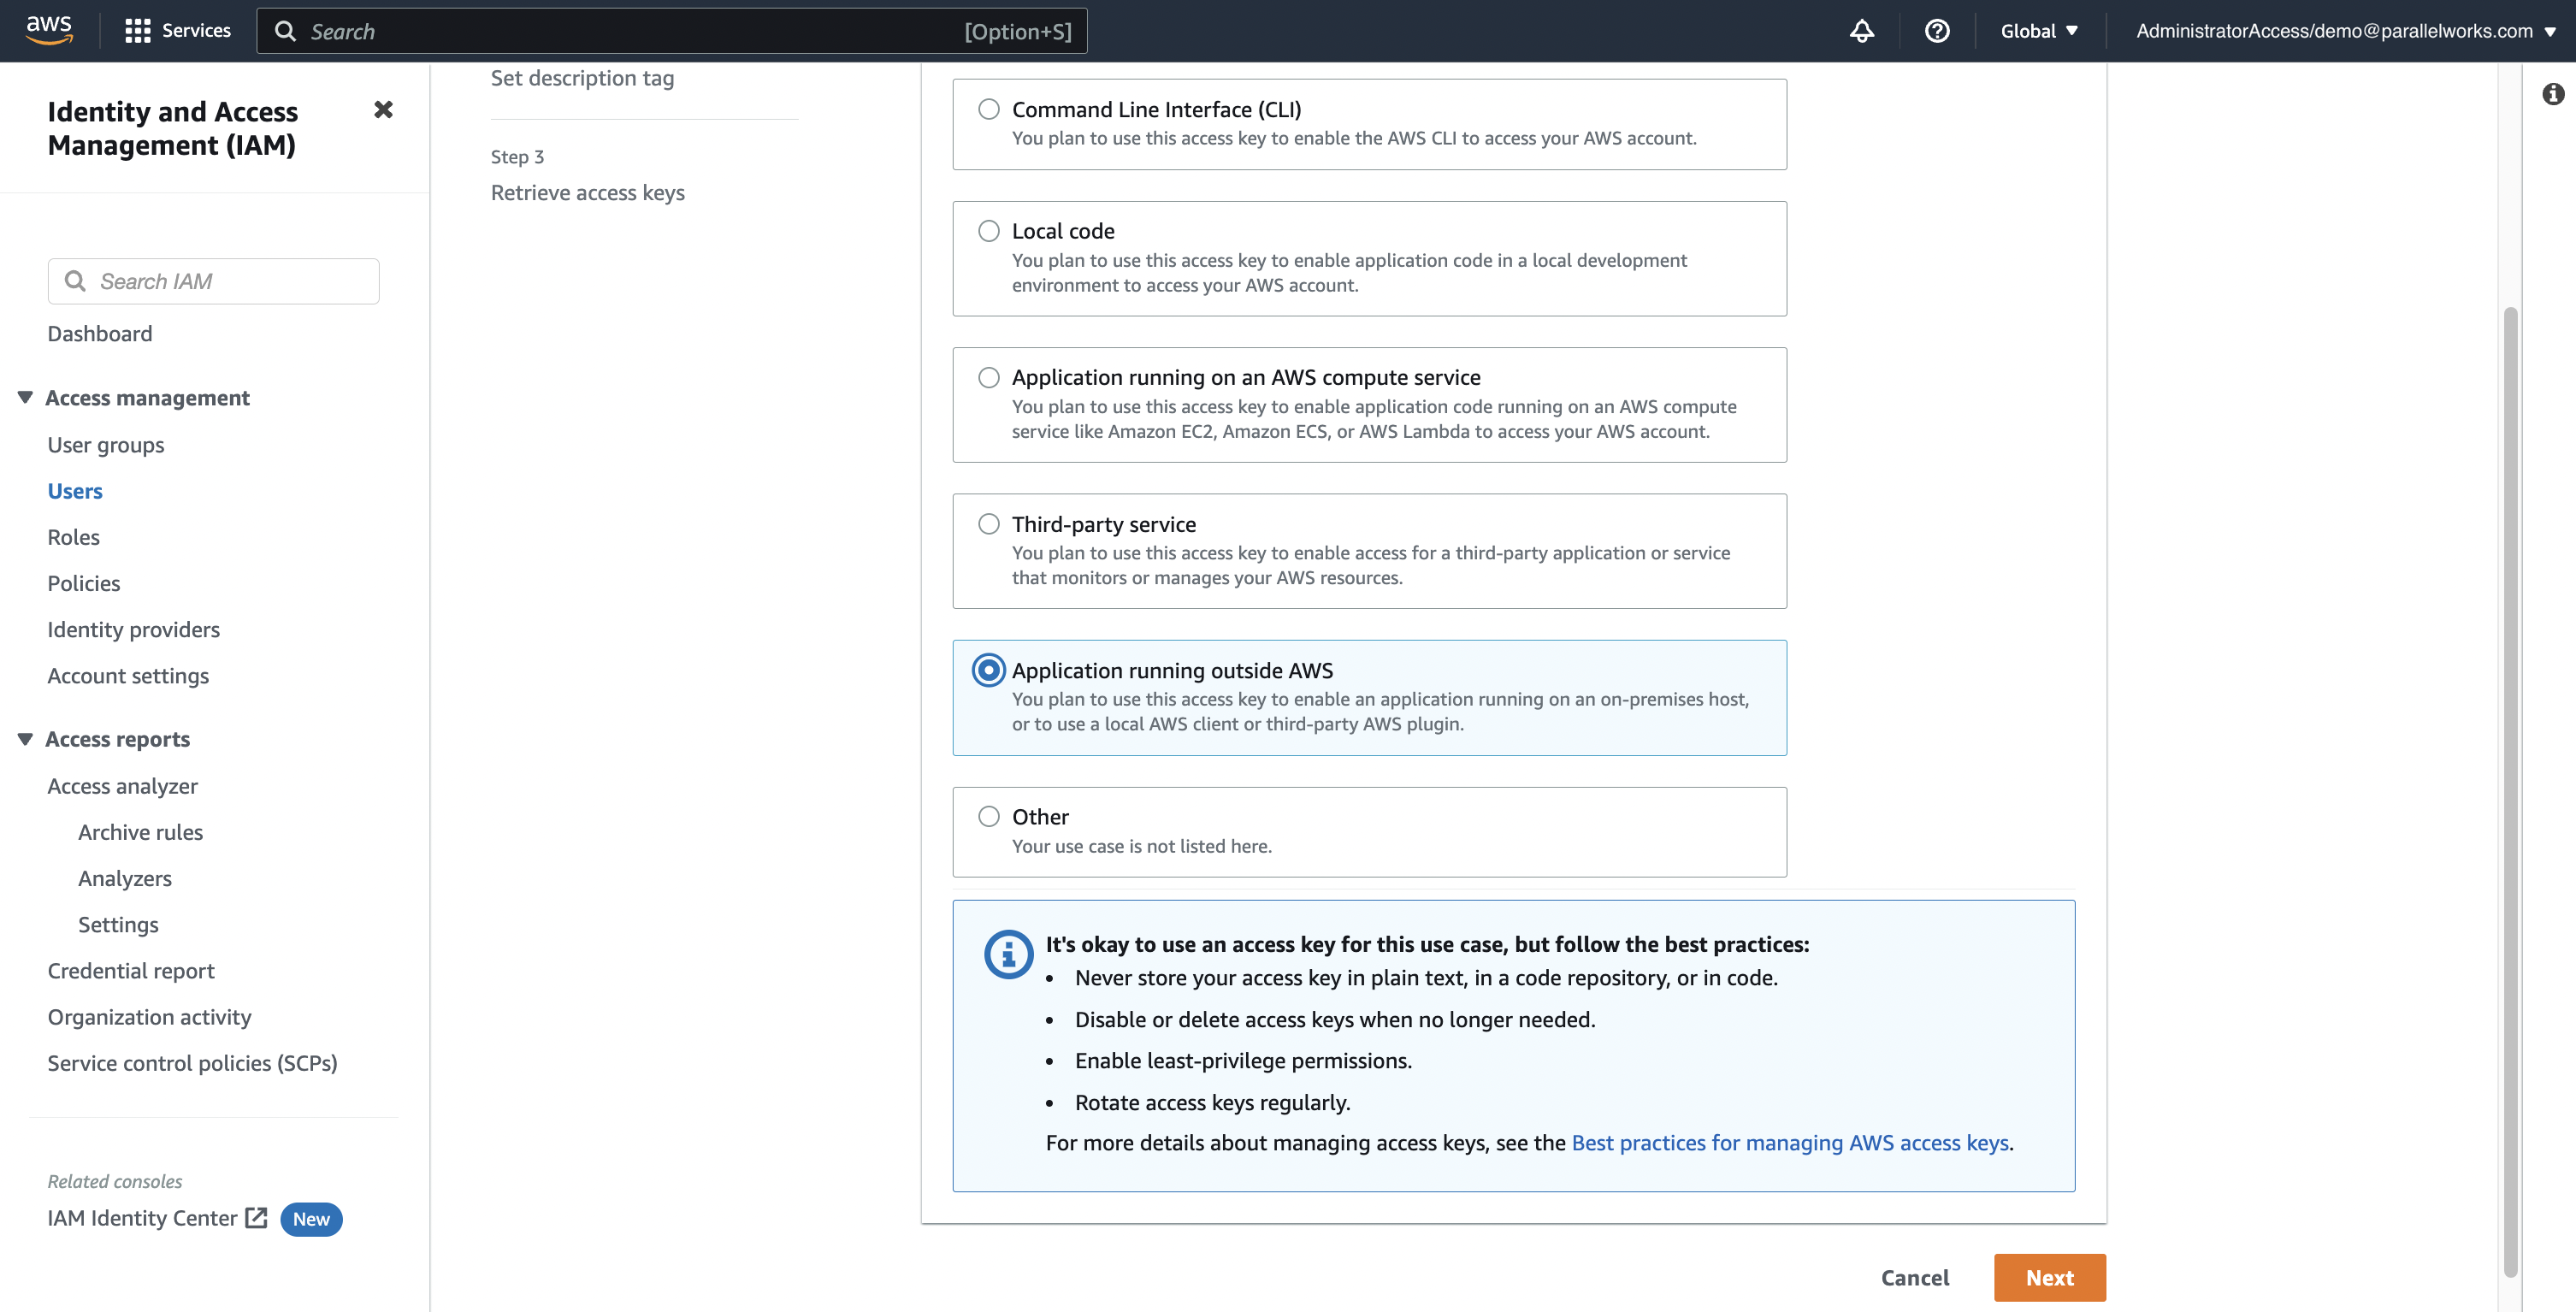 aws
Services
Search
[Option+S]
Global
AdministratorAccess/demo@parallelworks.com
Identity and Access
Management (IAM)
Search IAM
Dashboard
Access management
User groups
Users
Roles
Policies
Identity providers
Account settings
Access reports
Access analyzer
Archive rules
Analyzers
Settings
Credential report
Organization activity
Service control policies (SCPs)
Related consoles
IAM Identity Center
New
Set description tag
Step 3
Retrieve access keys
Command Line Interface (CLI)
You plan to use this access key to enable the AWS CLI to access your AWS account.
Local code
You plan to use this access key to enable application code in a local development
environment to access your AWS account.
Application running on an AWS compute service
You plan to use this access key to enable application code running on an AWS compute
service like Amazon EC2, Amazon ECS, or AWS Lambda to access your AWS account.
Third-party service
You plan to use this access key to enable access for a third-party application or service
that monitors or manages your AWS resources.
Application running outside AWS
You plan to use this access key to enable an application running on an on-premises host,
or to use a local AWS client or third-party AWS plugin.
Other
Your use case is not listed here.
It's okay to use an access key for this use case, but follow the best practices:
• Never store your access key in plain text, in a code repository, or in code.
• Disable or delete access keys when no longer needed.
• Enable least-privilege permissions.
• Rotate access keys regularly.
For more details about managing access keys, see the Best practices for managing AWS access keys.
Cancel
Next